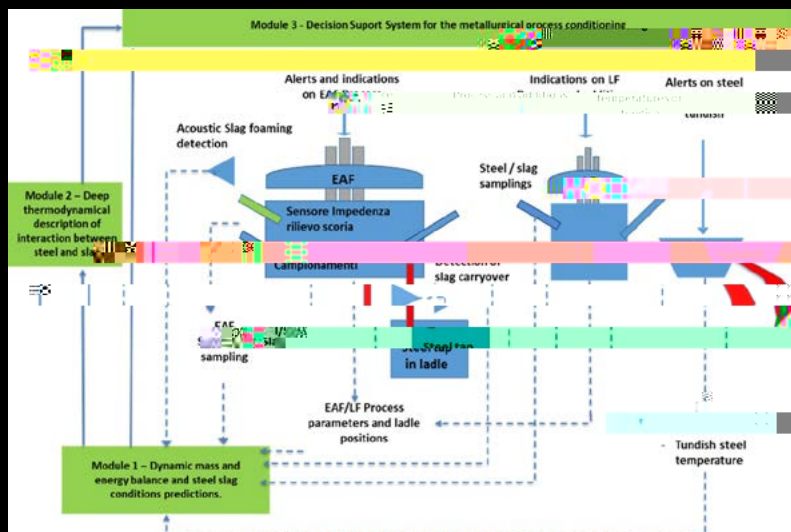 Module 3 - Decision Suport System for the metallurgical process conditioning
Alerts and indications
on EAF
Indications on LF
Alerts on steel
tundish
Acoustic Slag foaming
detection
EAF
Steel / slag
samplings
Module 2 – Deep
thermodynamical
description of
interaction between
steel and
Sensore Impedenza
rilievo scoria
Campionamenti
Detection of
slag carryover
EAF
sampling
Steel tap
in ladle
EAF/LF Process
parameters and ladle
positions
- Tundish steel
temperature
Module 1 – Dynamic mass and
energy balance and steel slag
conditions predictions.